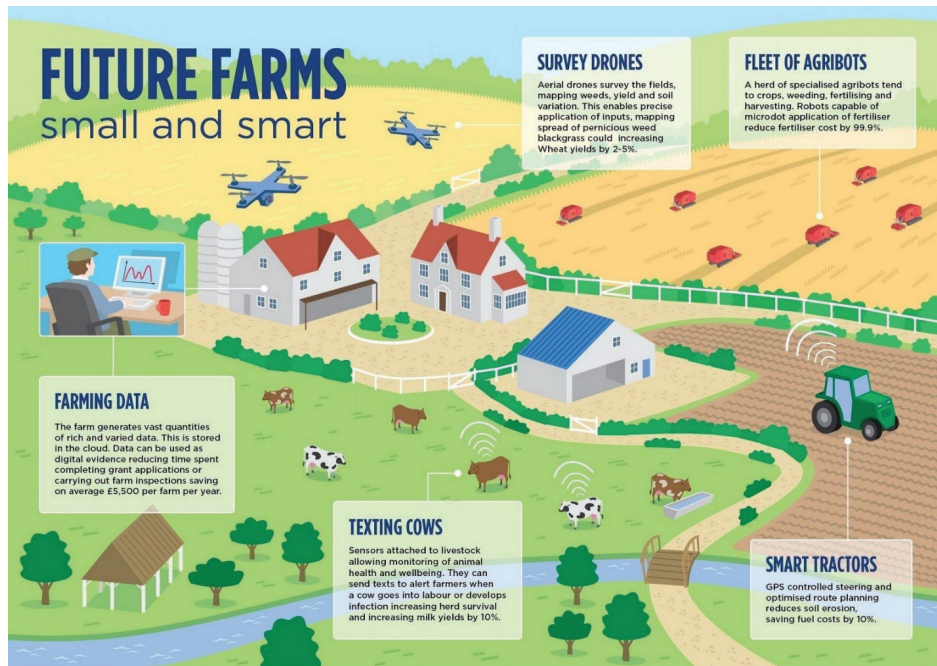 FUTURE FARMS
small and smart
SURVEY DRONES
Aerial drones survey the fields,
mapping weeds, yield and soil
variation. This enables precise
application of inputs, mapping
spread of pernicious weed
blackgrass could  increasing
Wheat yields by 2-5%.
FLEET OF AGRIBOTS
A herd of specialised agribots tend
to crops, weeding, fertilising and
harvesting. Robots capable of
microdot application of fertiliser
reduce fertiliser cost by 99.9%.
FARMING DATA
The farm generates vast quantities
of rich and varied data. This is stored
in the cloud. Data can be used as
digital evidence reducing time spent
completing grant applications or
carrying out farm inspections saving
on average £5,500 per farm per year.
TEXTING COWS
Sensors attached to livestock
allowing monitoring of animal
health and wellbeing. They can
send texts to alert farmers when
a cow goes into labour or develops
infection increasing herd survival
and increasing milk yields by 10%.
SMART TRACTORS
GPS controlled steering and
optimised route planning
reduces soil erosion,
saving fuel costs by 10%.